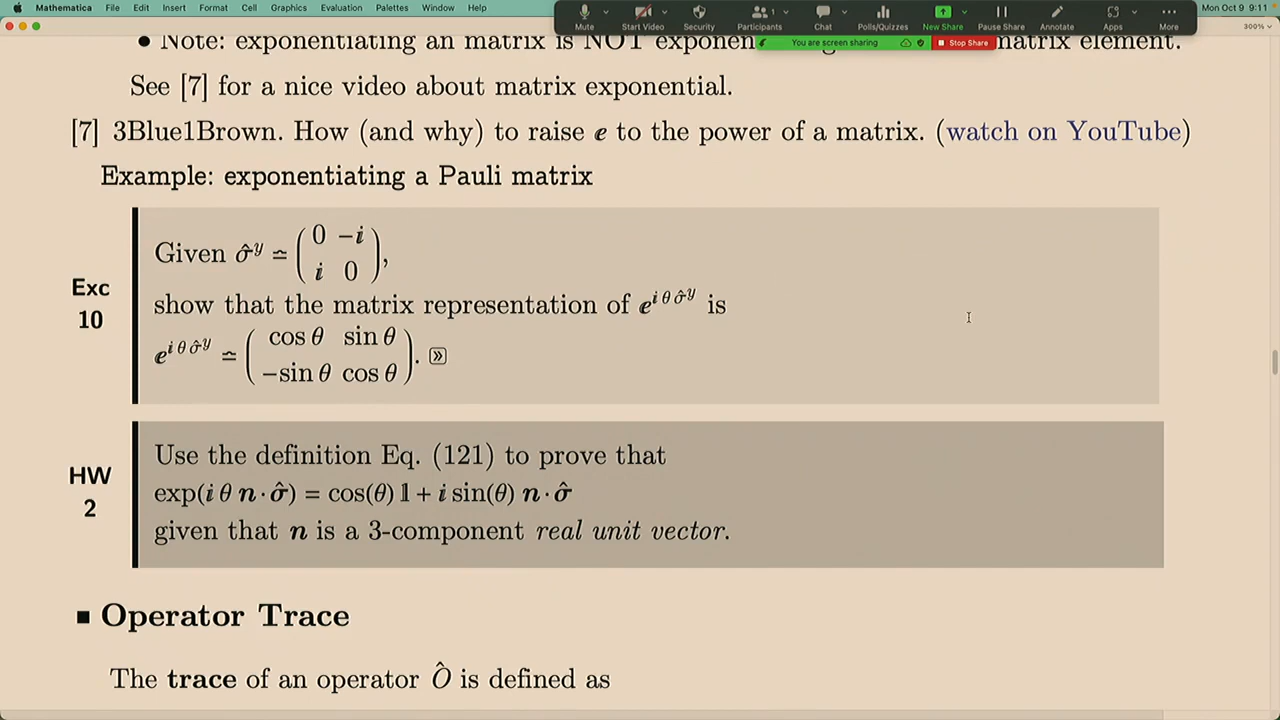 Mathematica File Edit Insert Format Cell Graphics Evaluation Palettes Window Help
Mon Oct 9 9:11
Mute Start Video Security Participants 1 Chat Polls/Quizzes New Share Pause Share Annotate Apps More
You are screen sharing Stop Share
300%
• Note: exponentiating an matrix is NOT matrix element.
See [7] for a nice video about matrix exponential.
[7] 3Blue1Brown. How (and why) to raise e to the power of a matrix. (watch on YouTube)
Example: exponentiating a Pauli matrix
Exc
10
Given σ̂^y ≏ ( 0 −i
i 0 ),
show that the matrix representation of e^{i θ σ̂^y} is
e^{i θ σ̂^y} ≏ ( cos θ sin θ
−sin θ cos θ ). »
HW
2
Use the definition Eq. (121) to prove that
exp(i θ n·σ̂) = cos(θ) 𝟙 + i sin(θ) n·σ̂
given that n is a 3-component real unit vector.
■ Operator Trace
The trace of an operator Ô is defined as